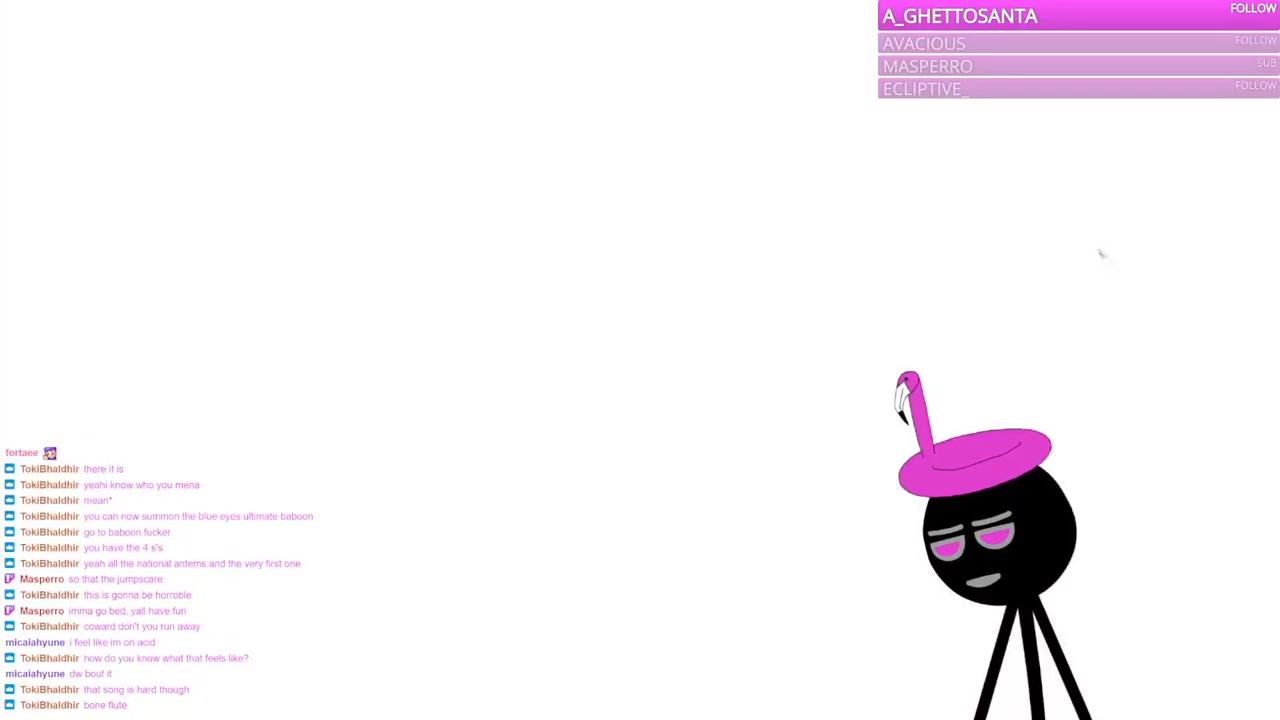 A_GHETTOSANTA FOLLOW
AVACIOUS FOLLOW
MASPERRO SUB
ECLIPTIVE_ FOLLOW
fortaee
TokiBhaldhir there it is
TokiBhaldhir yeahi know who you mena
TokiBhaldhir mean*
TokiBhaldhir you can now summon the blue eyes ultimate baboon
TokiBhaldhir go to baboon fucker
TokiBhaldhir you have the 4 s's
TokiBhaldhir yeah all the national antems and the very first one
Masperro so that the jumpscare
TokiBhaldhir this is gonna be horroble
Masperro imma go bed, yall have fun
TokiBhaldhir coward don't you run away
micaiahyune i feel like im on acid
TokiBhaldhir how do you know what that feels like?
micaiahyune dw bout it
TokiBhaldhir that song is hard though
TokiBhaldhir bone flute